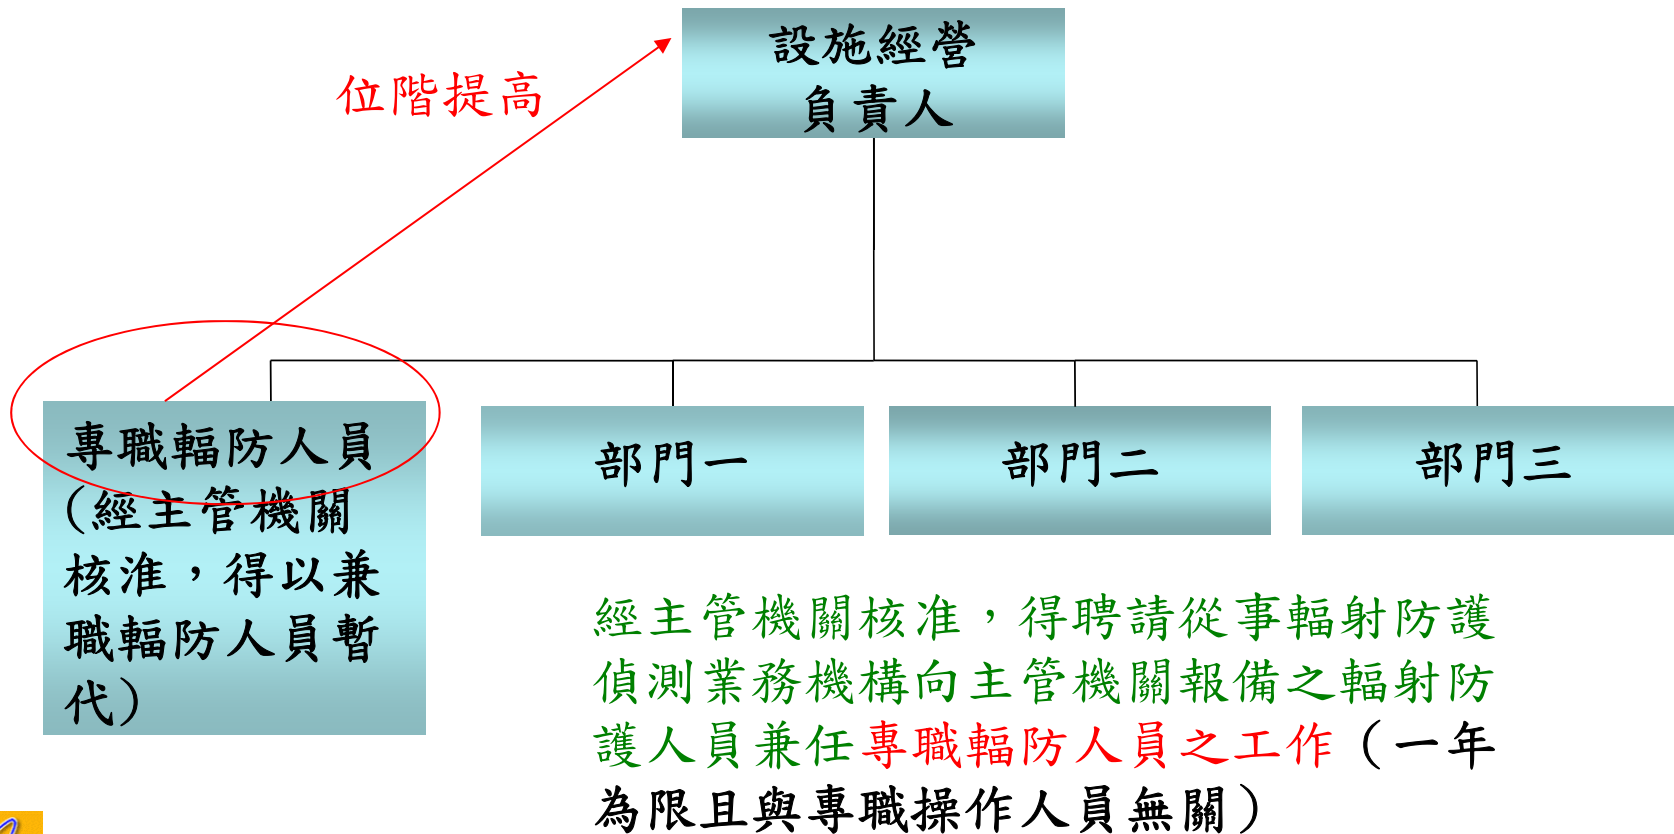 設施經營
負責人
位階提高
專職輻防人員
(經主管機關
核淮，得以兼
職輻防人員暫
代)
部門一
部門二
部門三
經主管機關核准，得聘請從事輻射防護
偵測業務機構向主管機關報備之輻射防
護人員兼任專職輻防人員之工作（一年
為限且與專職操作人員無關）